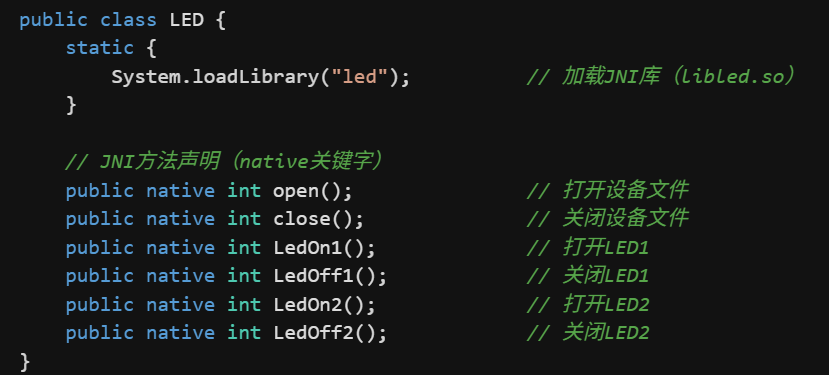 public class LED {
    static {
        System.loadLibrary("led");          // 加载JNI库（libled.so）
    }

    // JNI方法声明（native关键字）
    public native int open();               // 打开设备文件
    public native int close();              // 关闭设备文件
    public native int LedOn1();             // 打开LED1
    public native int LedOff1();            // 关闭LED1
    public native int LedOn2();             // 打开LED2
    public native int LedOff2();            // 关闭LED2
}